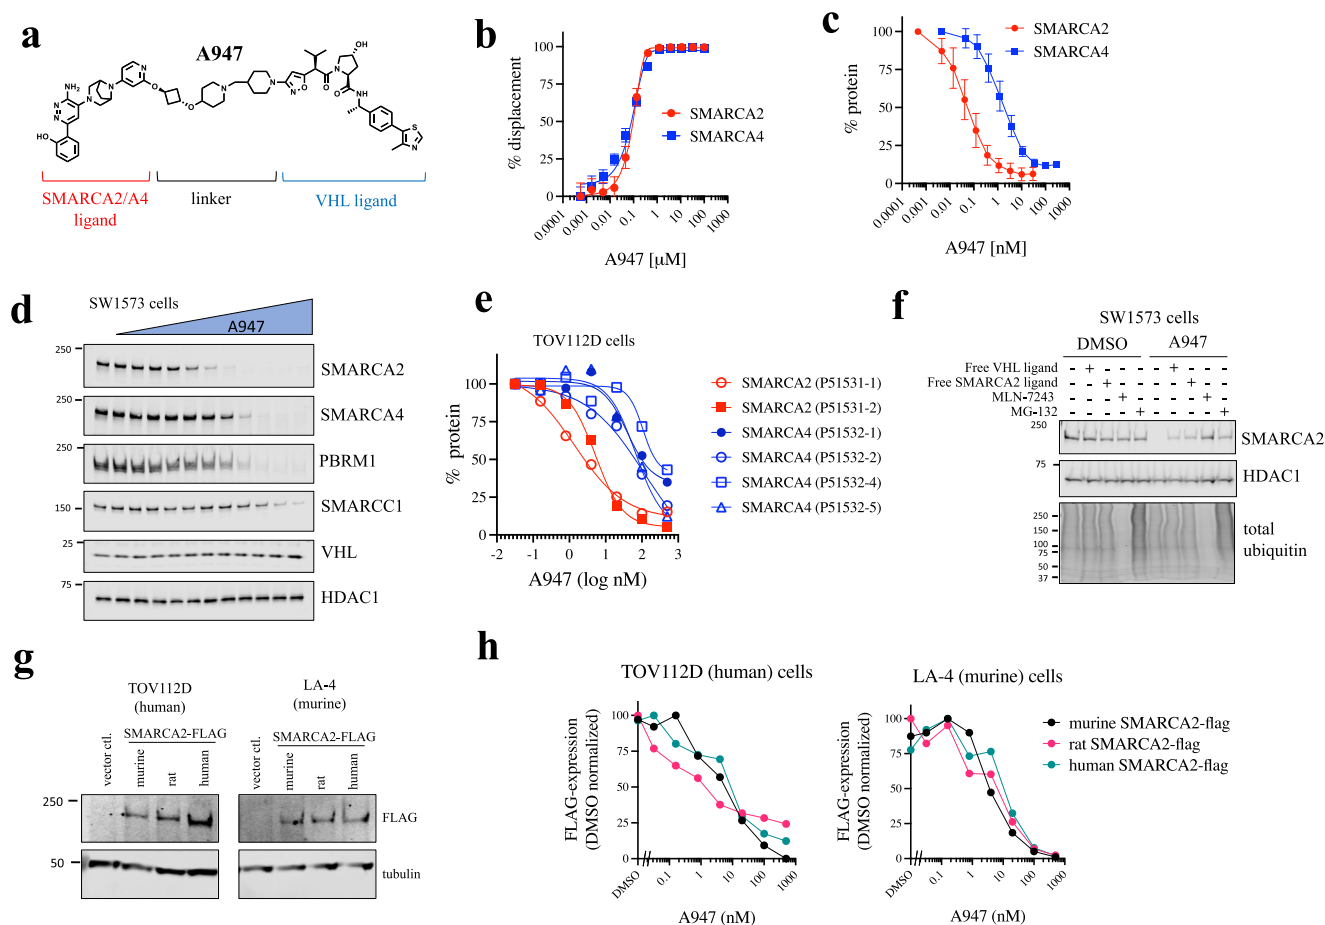 a
A947
NH2
N
N
N
N
N
O
O
N
N
N
O
O
N
OH
O
NH
HO
S
N
SMARCA2/A4
ligand
linker
VHL ligand
b
% displacement
100
75
50
25
0
SMARCA2
SMARCA4
0.0001
0.001
0.01
0.1
1
10
100
1000
A947 [μM]
c
% protein
100
75
50
25
0
SMARCA2
SMARCA4
0.0001
0.01
0.1
1
10
100
3000
A947 [nM]
d
SW1573 cells
A947
250
SMARCA2
250
SMARCA4
PBRM1
150
SMARCC1
25
VHL
75
HDAC1
e
TOV112D cells
% protein
100
75
50
25
0
-2
-1
0
1
2
3
A947 (log nM)
SMARCA2 (P51531-1)
SMARCA2 (P51531-2)
SMARCA4 (P51532-1)
SMARCA4 (P51532-2)
SMARCA4 (P51532-4)
SMARCA4 (P51532-5)
f
SW1573 cells
DMSO
A947
Free VHL ligand - + - - - - + - - -
Free SMARCA2 ligand - - + - - - - + - -
MLN-7243 - - - + - - - - + -
MG-132 - - - - + - - - - +
250
SMARCA2
75
HDAC1
250
150
100
75
50
37
total
ubiquitin
g
TOV112D
(human)
LA-4
(murine)
SMARCA2-FLAG
SMARCA2-FLAG
vector ctl.
murine
rat
human
vector ctl.
murine
rat
human
250
FLAG
50
tubulin
h
TOV112D (human) cells
FLAG-expression
(DMSO normalized)
100
75
50
25
0
DMSO
0.1
1
10
100
1000
A947 (nM)
LA-4 (murine) cells
FLAG-expression
(DMSO normalized)
100
75
50
25
0
DMSO
0.1
1
10
100
1000
A947 (nM)
murine SMARCA2-flag
rat SMARCA2-flag
human SMARCA2-flag